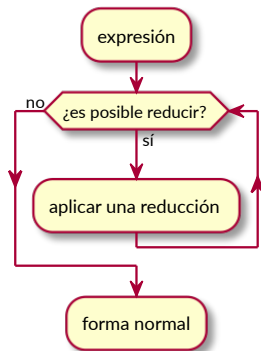 expresión
no
¿es posible reducir?
sí
aplicar una reducción
forma normal